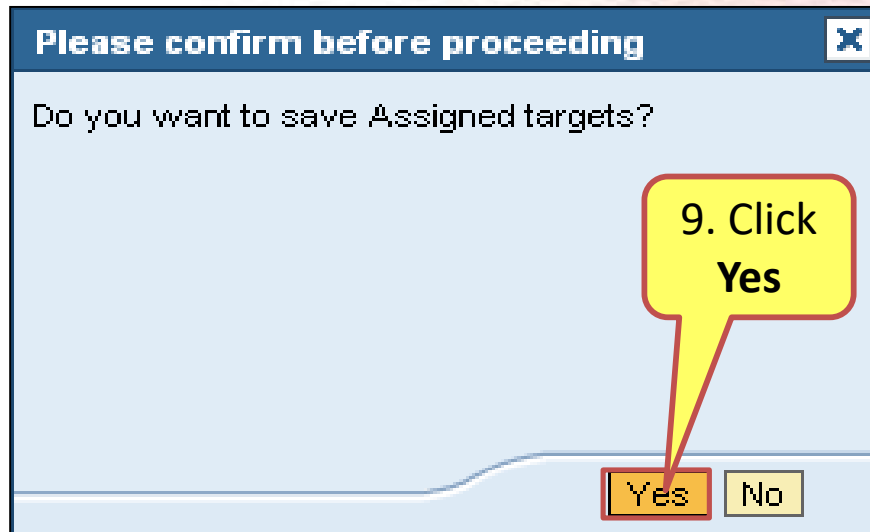 Please confirm before proceeding
Do you want to save Assigned targets?
9. Click
Yes
Yes No